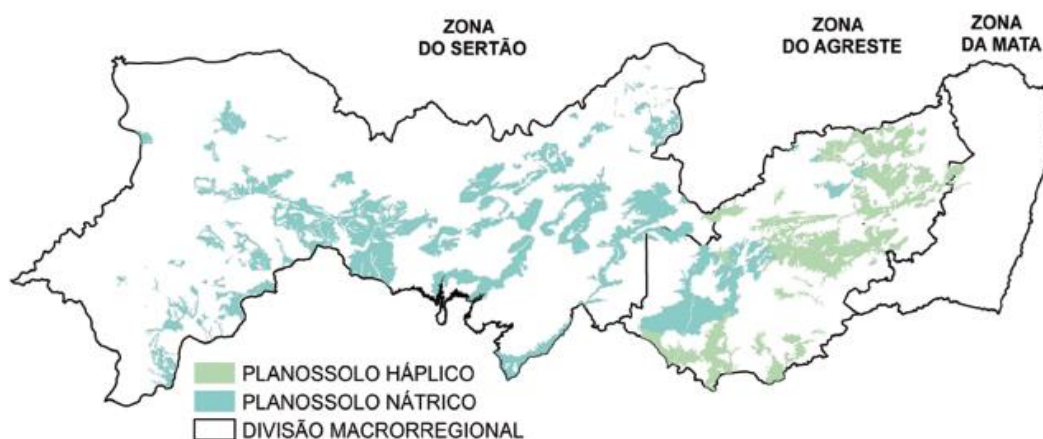 ZONA
DO SERTÃO
ZONA
DO AGRESTE
ZONA
DA MATA
PLANOSSOLO HÁPLICO
PLANOSSOLO NÁTRICO
DIVISÃO MACRORREGIONAL